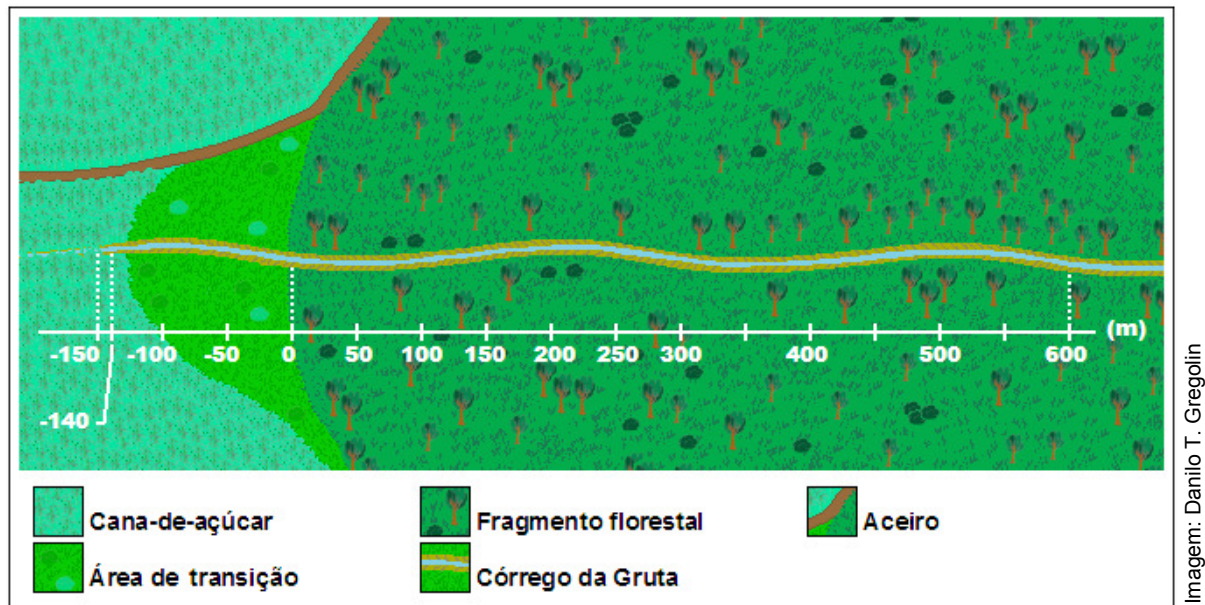 -150 -100 -50 0 50 100 150 200 250 300 400 500 600 (m)
-140
Cana-de-açúcar
Fragmento florestal
Aceiro
Área de transição
Córrego da Gruta
Imagem: Danilo T. Gregolin